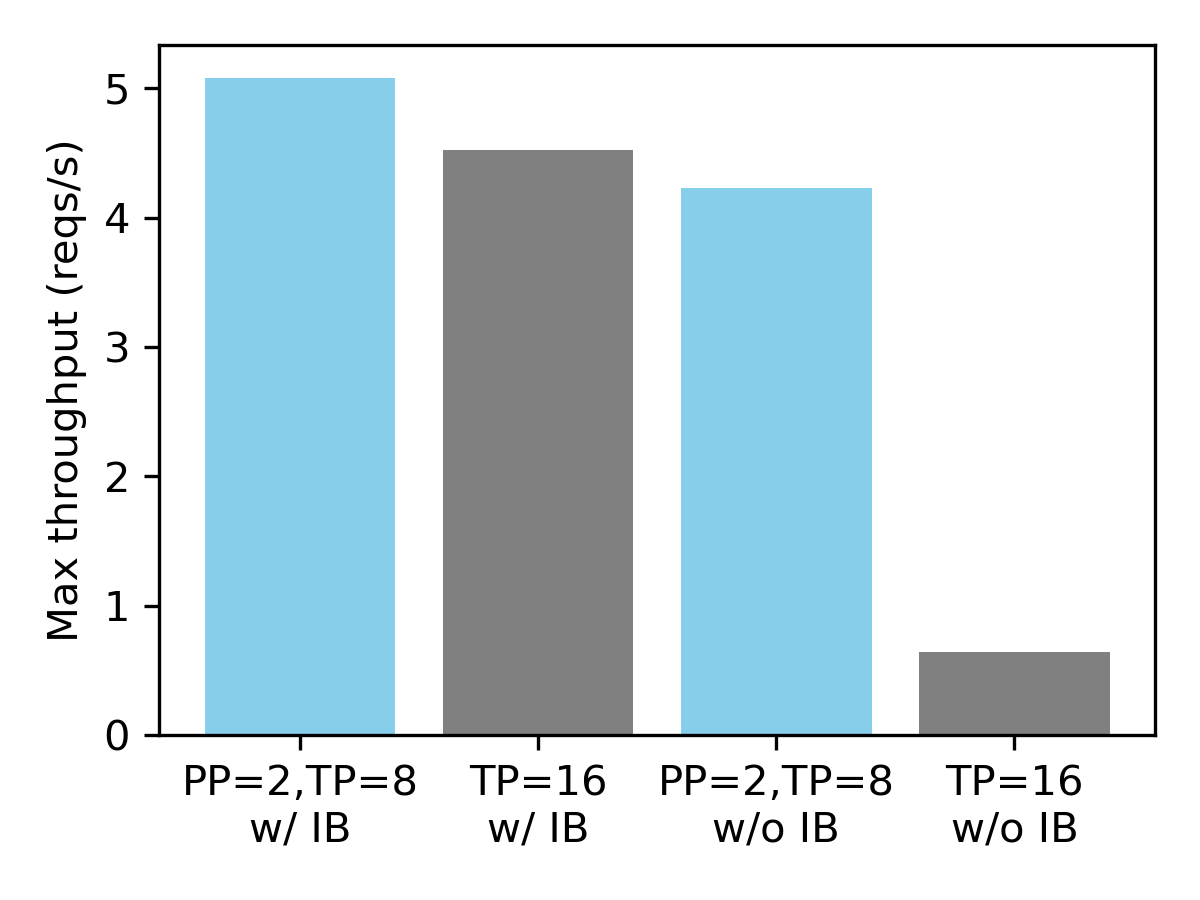 Max throughput (reqs/s)
5
4
3
2
1
0
PP=2,TP=8
w/ IB
TP=16
w/ IB
PP=2,TP=8
w/o IB
TP=16
w/o IB